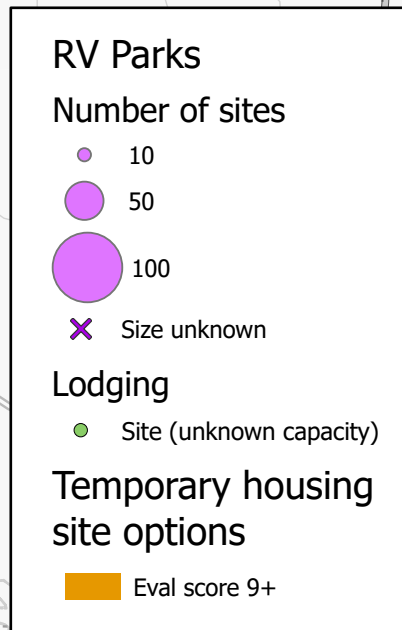 RV Parks
Number of sites
10
50
100
Size unknown
Lodging
Site (unknown capacity)
Temporary housing
site options
Eval score 9+